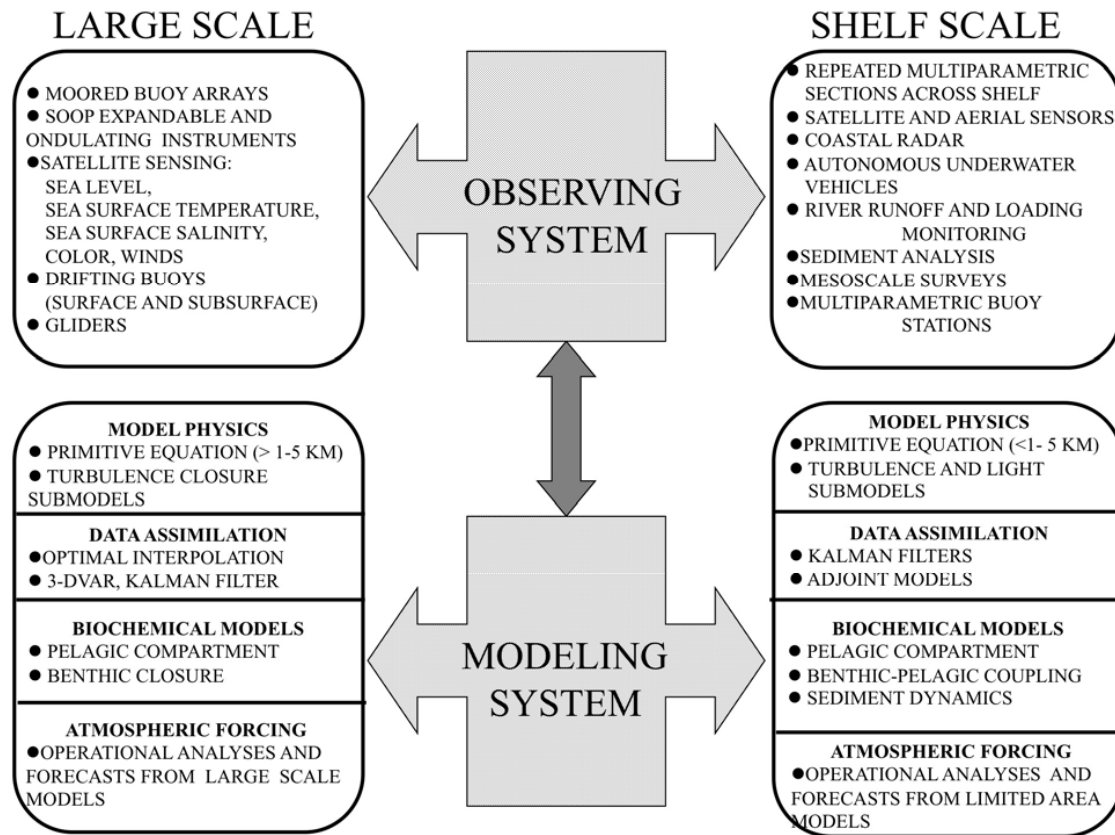 LARGE SCALE
● MOORED BUOY ARRAYS
● SOOP EXPANDABLE AND
ONDULATING INSTRUMENTS
●SATELLITE SENSING:
SEA LEVEL,
SEA SURFACE TEMPERATURE,
SEA SURFACE SALINITY,
COLOR, WINDS
● DRIFTING BUOYS
(SURFACE AND SUBSURFACE)
● GLIDERS
OBSERVING
SYSTEM
SHELF SCALE
● REPEATED MULTIPARAMETRIC
SECTIONS ACROSS SHELF
● SATELLITE AND AERIAL SENSORS
● COASTAL RADAR
● AUTONOMOUS UNDERWATER
VEHICLES
● RIVER RUNOFF AND LOADING
MONITORING
●SEDIMENT ANALYSIS
●MESOSCALE SURVEYS
●MULTIPARAMETRIC BUOY
STATIONS
MODEL PHYSICS
● PRIMITIVE EQUATION (> 1-5 KM)
● TURBULENCE CLOSURE
SUBMODELS
DATA ASSIMILATION
●OPTIMAL INTERPOLATION
● 3-DVAR, KALMAN FILTER
BIOCHEMICAL MODELS
● PELAGIC COMPARTMENT
● BENTHIC CLOSURE
ATMOSPHERIC FORCING
●OPERATIONAL ANALYSES AND
FORECASTS FROM LARGE SCALE
MODELS
MODELING
SYSTEM
MODEL PHYSICS
●PRIMITIVE EQUATION (<1- 5 KM)
● TURBULENCE AND LIGHT
SUBMODELS
DATA ASSIMILATION
● KALMAN FILTERS
● ADJOINT MODELS
BIOCHEMICAL MODELS
● PELAGIC COMPARTMENT
● BENTHIC-PELAGIC COUPLING
● SEDIMENT DYNAMICS
ATMOSPHERIC FORCING
●OPERATIONAL ANALYSES AND
FORECASTS FROM LIMITED AREA
MODELS